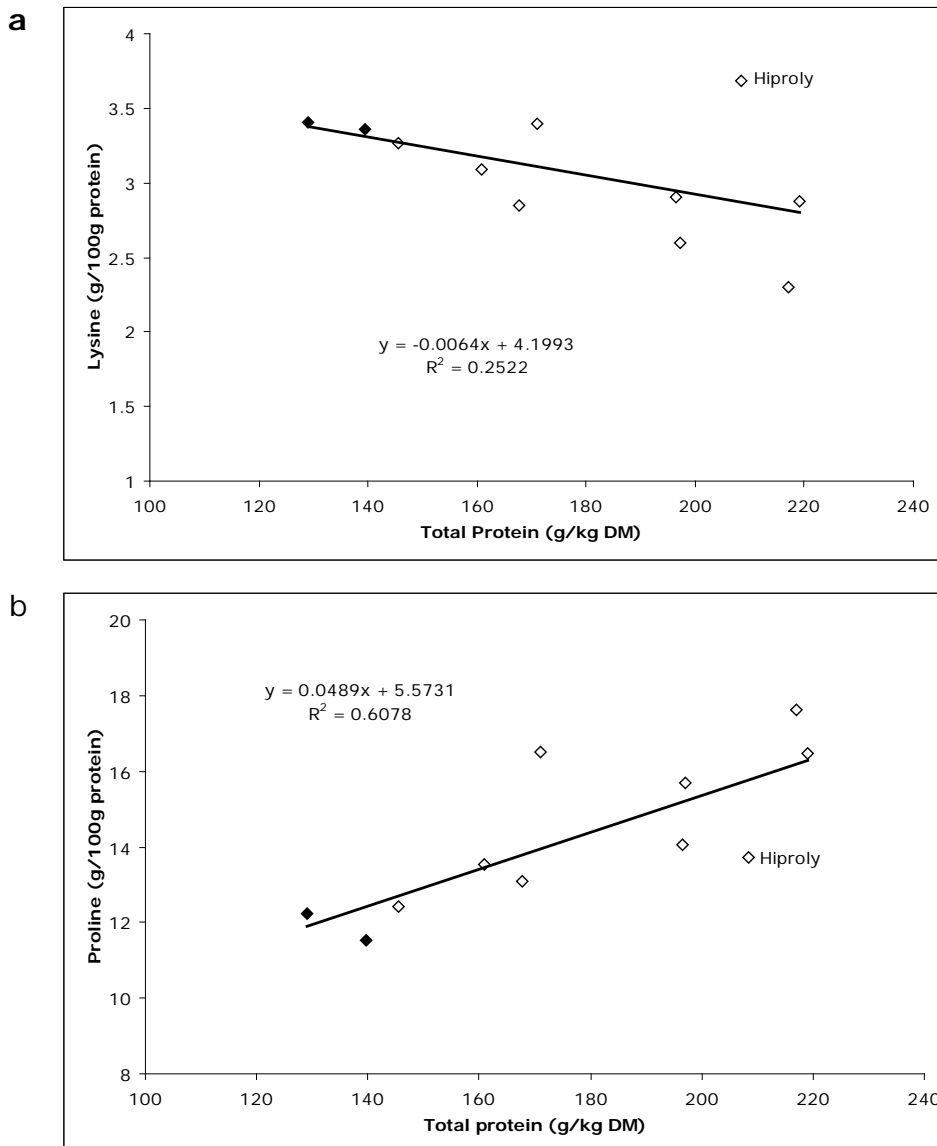 a
4
3.5
3
2.5
2
1.5
1
Lysine (g/100g protein)
Hiproly
y = -0.0064x + 4.1993
R² = 0.2522
100 120 140 160 180 200 220 240
Total Protein (g/kg DM)
b
20
18
16
14
12
10
8
Proline (g/100g protein)
y = 0.0489x + 5.5731
R² = 0.6078
Hiproly
100 120 140 160 180 200 220 240
Total protein (g/kg DM)